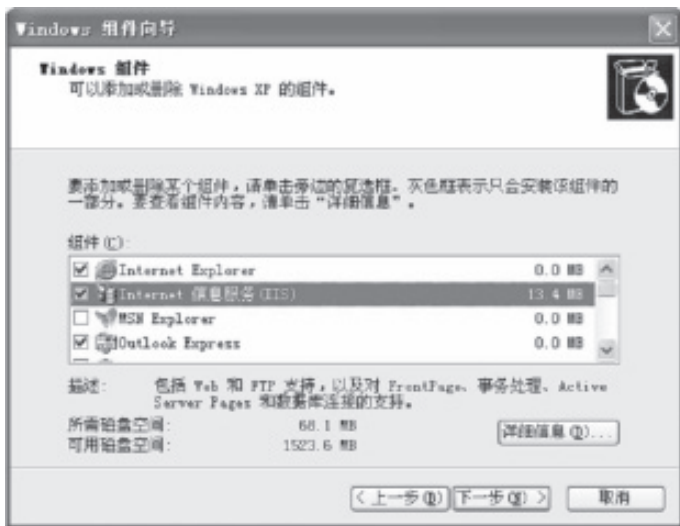 Windows 组件向导
Windows 组件
可以添加或删除 Windows XP 的组件。
要添加或删除某个组件，请单击旁边的复选框。灰色框表示只会安装该组件的
一部分。要查看组件内容，请单击“详细信息”。
组件(C):
Internet Explorer 0.0 MB
Internet 信息服务(IIS) 13.4 MB
MSN Explorer 0.0 MB
Outlook Express 0.0 MB
描述: 包括 Web 和 FTP 支持，以及对 FrontPage、事务处理、Active
Server Pages 和数据库连接的支持。
所需磁盘空间: 68.1 MB
可用磁盘空间: 1523.6 MB
详细信息(D)...
<上一步(B) 下一步(N)> 取消